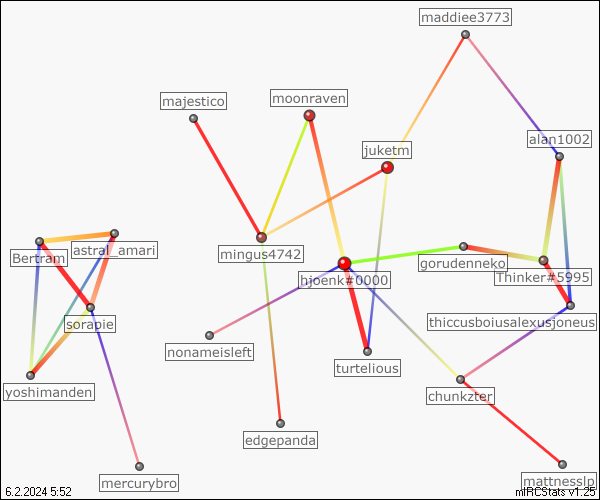 maddiee3773
majestico
moonraven
alan1002
juketm
Bertram
astral_amari
mingus4742
gorudenneko
hjoenk#0000
Thinker#5995
sorapie
thiccusboiusalexusjoneus
nonameisleft
turtelious
yoshimanden
chunkzter
edgepanda
mercurybro
mattnesslp
6.2.2024 5:52
mIRCStats v1.25